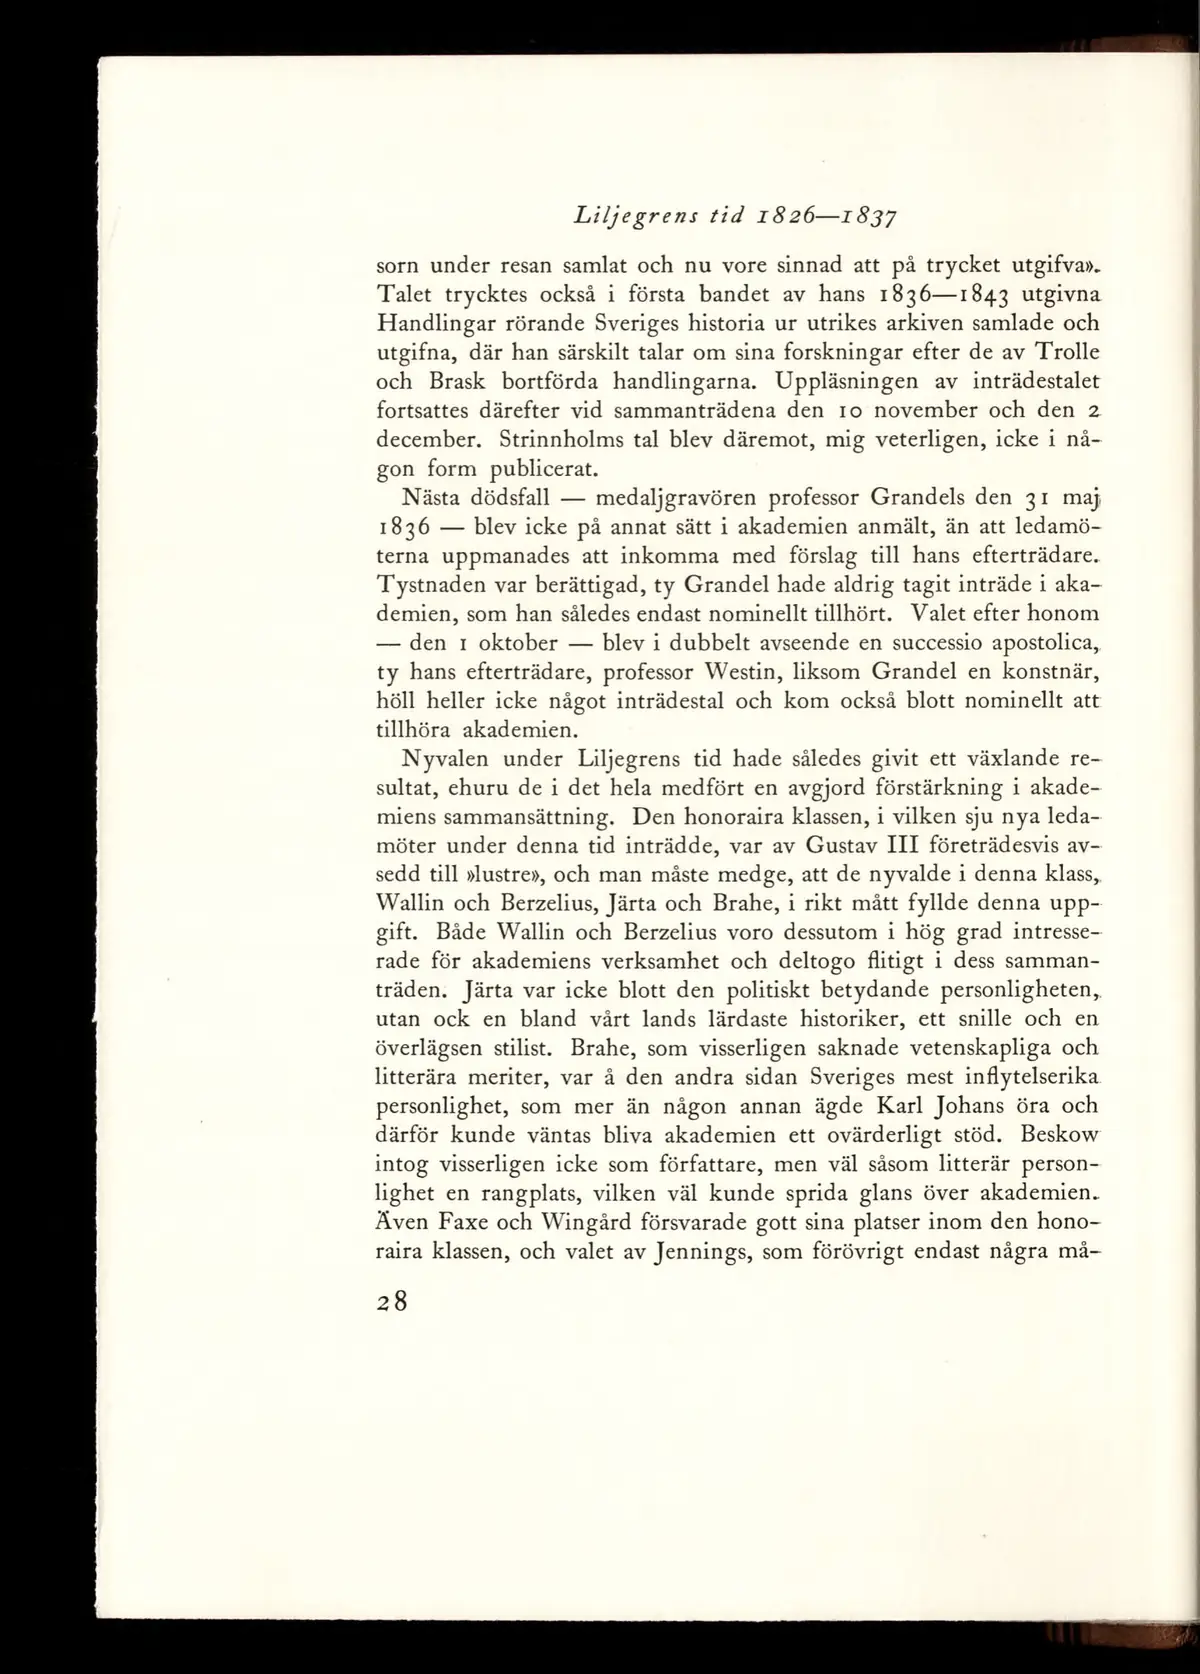 Liljegrens tid 1826—1837
sorn under resan samlat och nu vore sinnad att på trycket utgifva».
Talet trycktes också i första bandet av hans 1836—1843 utgivna
Handlingar rörande Sveriges historia ur utrikes arkiven samlade och
utgifna, där han särskilt talar om sina forskningar efter de av Trolle
och Brask bortförda handlingarna. Uppläsningen av inträdestalet
fortsattes därefter vid sammanträdena den 10 november och den 2
december. Strinnholms tal blev däremot, mig veterligen, icke i nå-
gon form publicerat.
Nästa dödsfall — medaljgravören professor Grandels den 31 maj
1836 — blev icke på annat sätt i akademien anmält, än att ledamö-
terna uppmanades att inkomma med förslag till hans efterträdare.
Tystnaden var berättigad, ty Grandel hade aldrig tagit inträde i aka-
demien, som han således endast nominellt tillhört. Valet efter honom
— den 1 oktober — blev i dubbelt avseende en successio apostolica,
ty hans efterträdare, professor Westin, liksom Grandel en konstnär,
höll heller icke något inträdestal och kom också blott nominellt att
tillhöra akademien.
Nyvalen under Liljegrens tid hade således givit ett växlande re-
sultat, ehuru de i det hela medfört en avgjord förstärkning i akade-
miens sammansättning. Den honoraira klassen, i vilken sju nya leda-
möter under denna tid inträdde, var av Gustav III företrädesvis av-
sedd till »lustre», och man måste medge, att de nyvalde i denna klass,
Wallin och Berzelius, Järta och Brahe, i rikt mått fyllde denna upp-
gift. Både Wallin och Berzelius voro dessutom i hög grad intresse-
rade för akademiens verksamhet och deltogo flitigt i dess samman-
träden. Järta var icke blott den politiskt betydande personligheten,
utan ock en bland vårt lands lärdaste historiker, ett snille och en
överlägsen stilist. Brahe, som visserligen saknade vetenskapliga och
litterära meriter, var å den andra sidan Sveriges mest inflytelserika
personlighet, som mer än någon annan ägde Karl Johans öra och
därför kunde väntas bliva akademien ett ovärderligt stöd. Beskow
intog visserligen icke som författare, men väl såsom litterär person-
lighet en rangplats, vilken väl kunde sprida glans över akademien.
Även Faxe och Wingård försvarade gott sina platser inom den hono-
raira klassen, och valet av Jennings, som förövrigt endast några må-
28